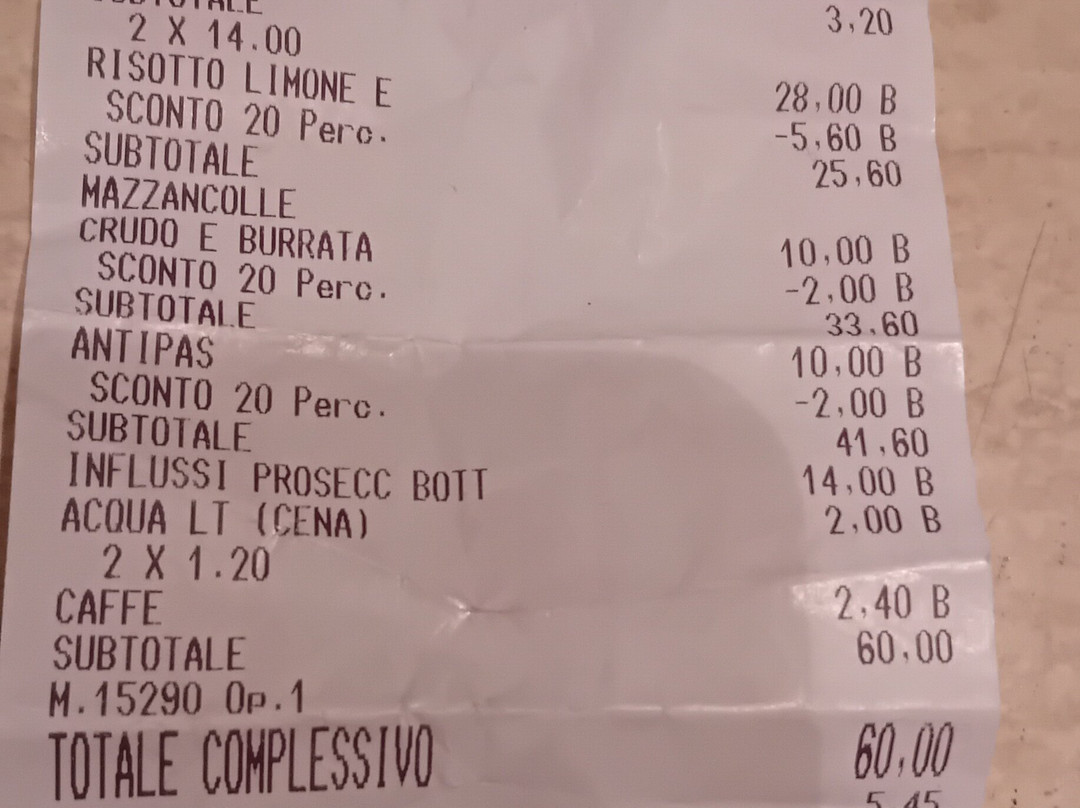 SUBTOTALE 3,20
2 X 14.00
RISOTTO LIMONE E 28,00 B
SCONTO 20 Perc. -5,60 B
SUBTOTALE 25,60
MAZZANCOLLE
CRUDO E BURRATA 10,00 B
SCONTO 20 Perc. -2,00 B
SUBTOTALE 33,60
ANTIPAS 10,00 B
SCONTO 20 Perc. -2,00 B
SUBTOTALE 41,60
INFLUSSI PROSECC BOTT 14,00 B
ACQUA LT (CENA) 2,00 B
2 X 1.20
CAFFE 2,40 B
SUBTOTALE 60,00
M.15290 Op.1
TOTALE COMPLESSIVO 60,00
5,45